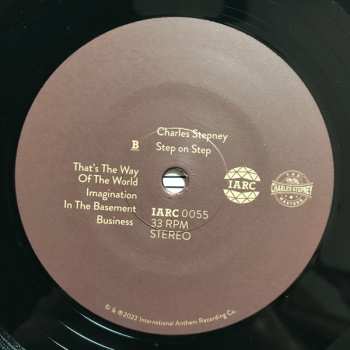 Charles Stepney
B
Step on Step
That's The Way
Of The World
Imagination
In The Basement
Business
IARC 0055
33 RPM
STEREO
IARC
CHARLES STEPNEY
MASTERS
© & ℗2022 International Anthem Recording Co.